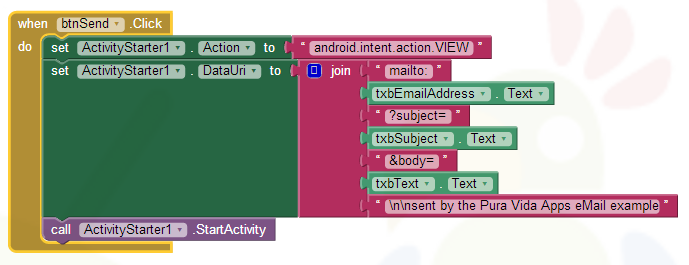 when btnSend .Click
do set ActivityStarter1 . Action to " android.intent.action.VIEW "
set ActivityStarter1 . DataUri to join " mailto: "
txbEmailAddress . Text
" ?subject= "
txbSubject . Text
" &body= "
txbText . Text
" \n\nsent by the Pura Vida Apps eMail example
call ActivityStarter1 .StartActivity